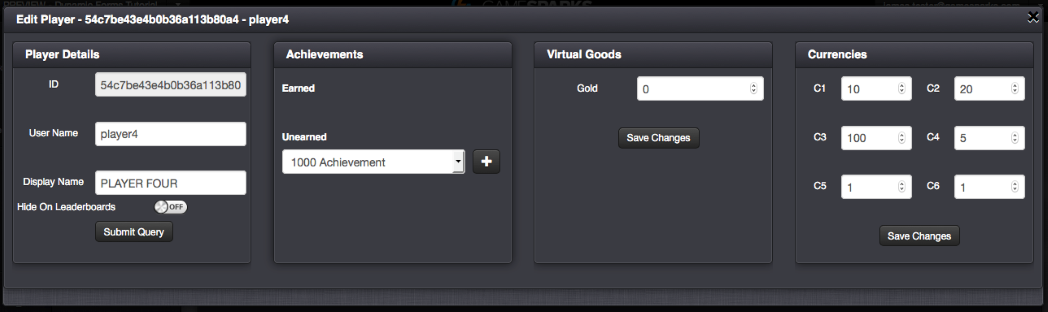 Edit Player - 54c7be43e4b0b36a113b80a4 - player4
Player Details
ID
54c7be43e4b0b36a113b80
User Name
player4
Display Name
PLAYER FOUR
Hide On Leaderboards
OFF
Submit Query
Achievements
Earned
Unearned
1000 Achievement
+
Virtual Goods
Gold
0
Save Changes
Currencies
C1 10 C2 20
C3 100 C4 5
C5 1 C6 1
Save Changes